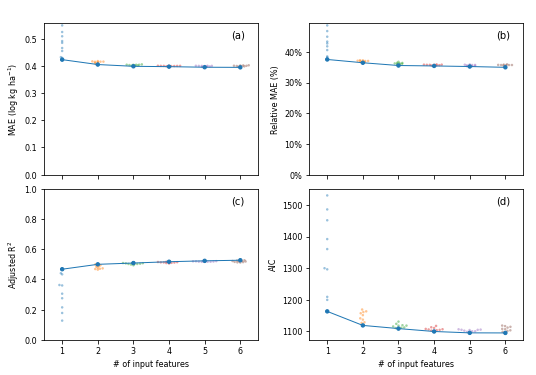 (a)
0.5
0.4
0.3
0.2
0.1
0.0
MAE (log kg ha⁻¹)
(b)
40%
30%
20%
10%
0%
Relative MAE (%)
(c)
1.0
0.8
0.6
0.4
0.2
0.0
Adjusted R²
1 2 3 4 5 6
# of input features
(d)
1500
1400
1300
1200
1100
AIC
1 2 3 4 5 6
# of input features